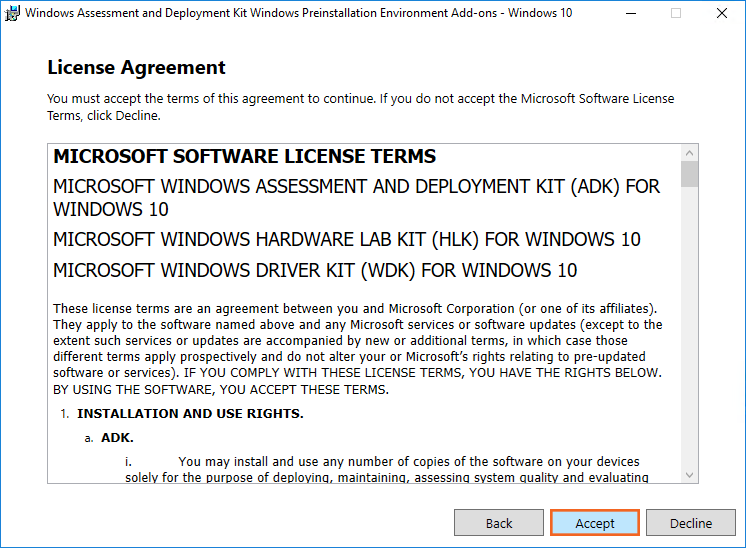 Windows Assessment and Deployment Kit Windows Preinstallation Environment Add-ons - Windows 10
License Agreement
You must accept the terms of this agreement to continue. If you do not accept the Microsoft Software License
Terms, click Decline.
MICROSOFT SOFTWARE LICENSE TERMS
MICROSOFT WINDOWS ASSESSMENT AND DEPLOYMENT KIT (ADK) FOR
WINDOWS 10
MICROSOFT WINDOWS HARDWARE LAB KIT (HLK) FOR WINDOWS 10
MICROSOFT WINDOWS DRIVER KIT (WDK) FOR WINDOWS 10
These license terms are an agreement between you and Microsoft Corporation (or one of its affiliates).
They apply to the software named above and any Microsoft services or software updates (except to the
extent such services or updates are accompanied by new or additional terms, in which case those
different terms apply prospectively and do not alter your or Microsoft’s rights relating to pre-updated
software or services). IF YOU COMPLY WITH THESE LICENSE TERMS, YOU HAVE THE RIGHTS BELOW.
BY USING THE SOFTWARE, YOU ACCEPT THESE TERMS.
1. INSTALLATION AND USE RIGHTS.
a. ADK.
i. You may install and use any number of copies of the software on your devices
solely for the purpose of deploying, maintaining, assessing system quality and evaluating
Back Accept Decline